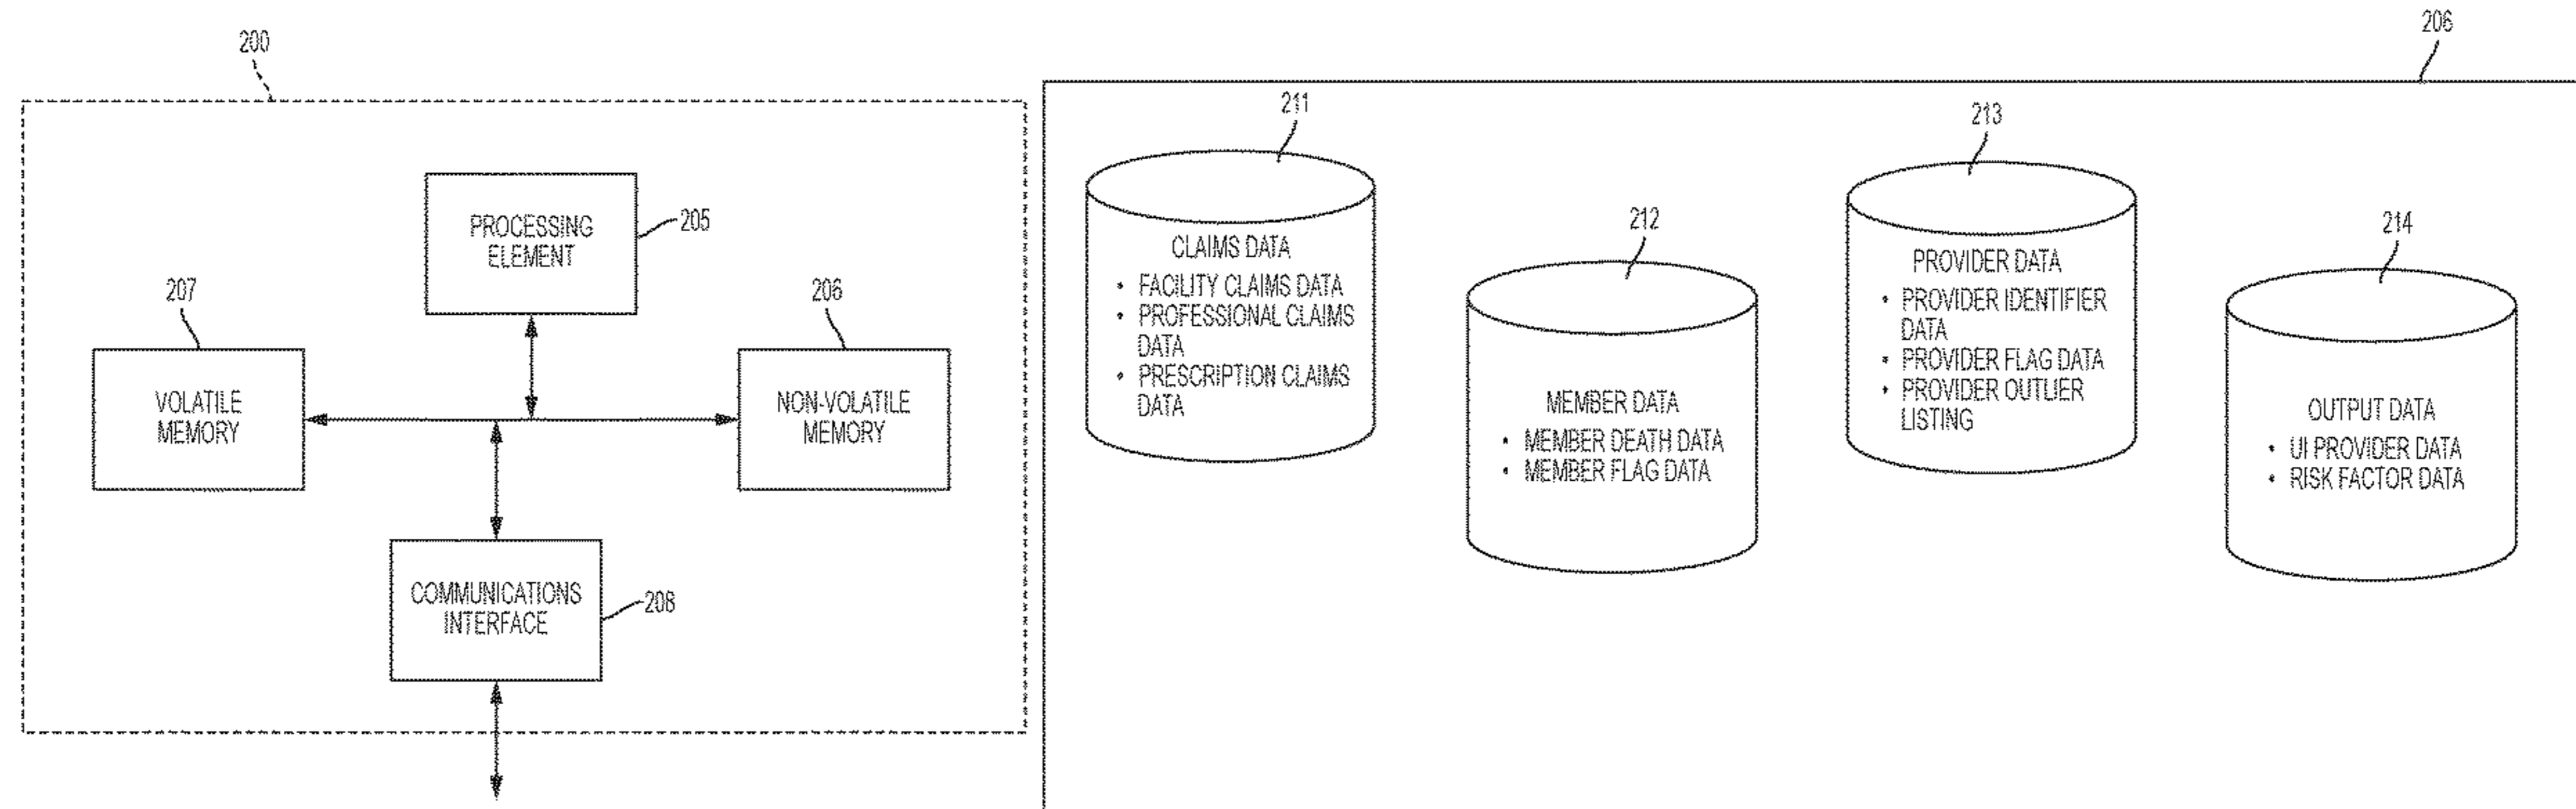 200
PROCESSING
ELEMENT
205
207
VOLATILE
MEMORY
206
NON-VOLATILE
MEMORY
COMMUNICATIONS
INTERFACE
208
206
211
CLAIMS DATA
• FACILITY CLAIMS DATA
• PROFESSIONAL CLAIMS
DATA
• PRESCRIPTION CLAIMS
DATA
212
MEMBER DATA
• MEMBER DEATH DATA
• MEMBER FLAG DATA
213
PROVIDER DATA
• PROVIDER IDENTIFIER
DATA
• PROVIDER FLAG DATA
• PROVIDER OUTLIER
LISTING
214
OUTPUT DATA
• UI PROVIDER DATA
• RISK FACTOR DATA